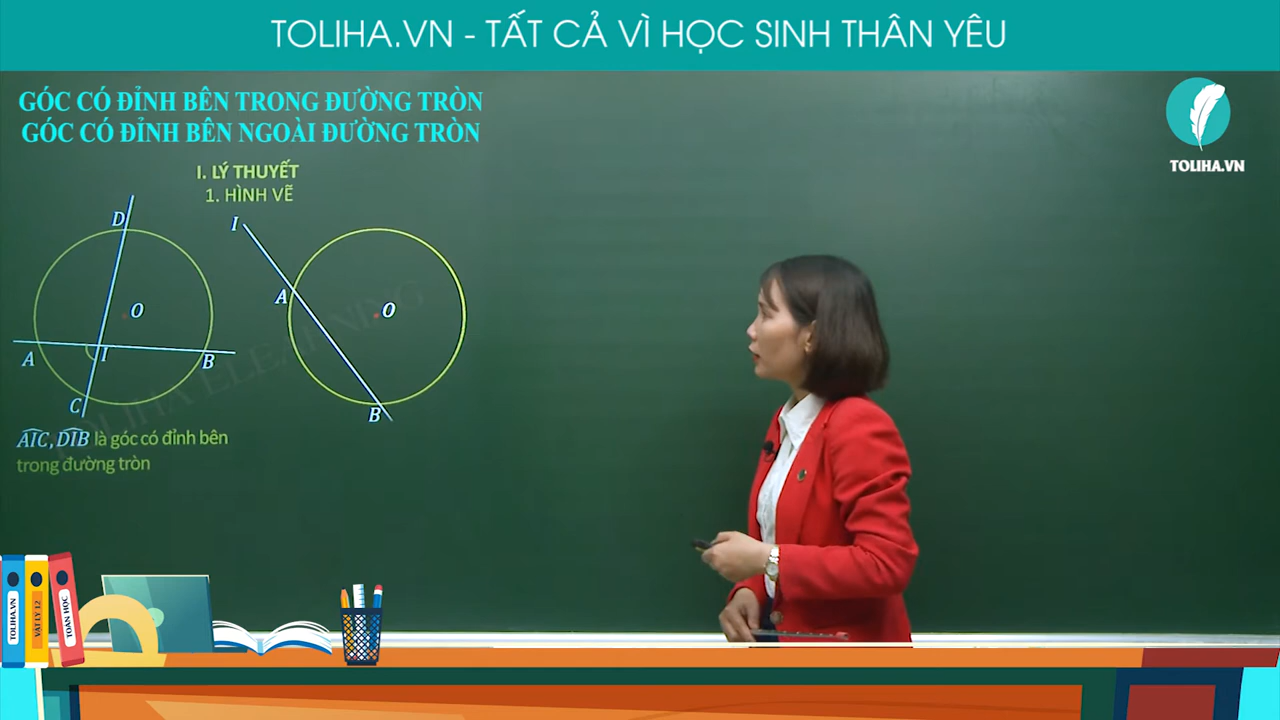 TOLIHA.VN - TẤT CẢ VÌ HỌC SINH THÂN YÊU
GÓC CÓ ĐỈNH BÊN TRONG ĐƯỜNG TRÒN
GÓC CÓ ĐỈNH BÊN NGOÀI ĐƯỜNG TRÒN
TOLIHA.VN
I. LÝ THUYẾT
1. HÌNH VẼ
D
I
A
O
O
A
I
B
C
B
TOLIHA ELEARNING
AIC, DIB là góc có đỉnh bên
trong đường tròn
TOLIHA.VN
VẬT LÝ 12
TOÁN HỌC